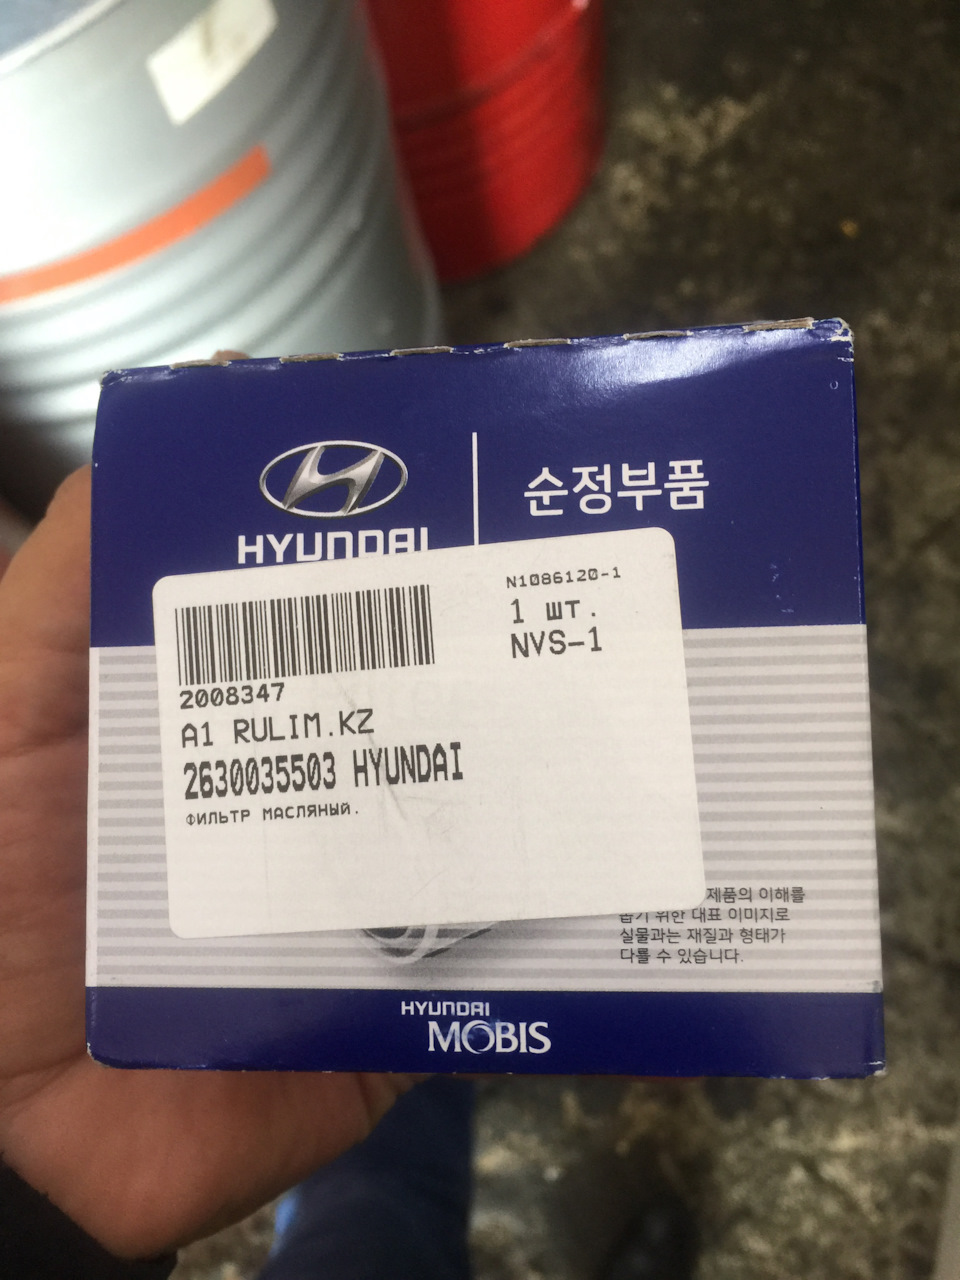 HYUNDAI
순정부품
N1086120-1
1 шт.
NVS-1
2008347
A1 RULIM.KZ
2630035503 HYUNDAI
ФИЛЬТР МАСЛЯНЫЙ.
제품의 이해를
돕기 위한 대표 이미지로
실물과는 재질과 형태가
다를 수 있습니다.
HYUNDAI
MOBIS